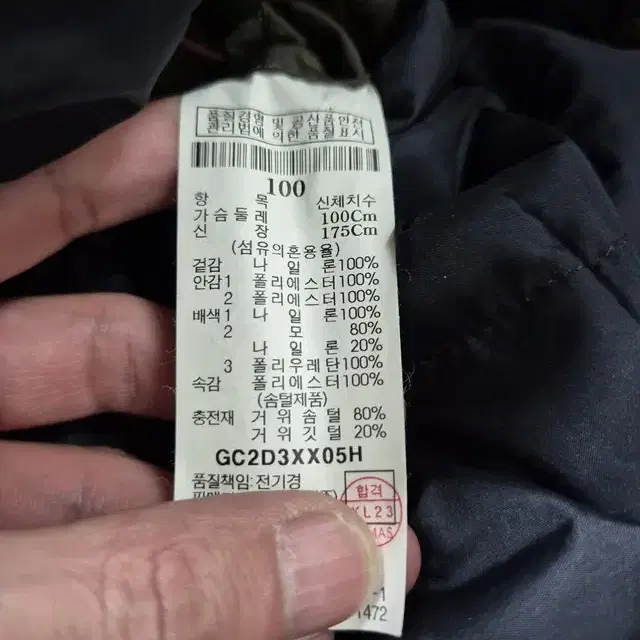 품질경영 및 공산품안전
관리법에 의한 품질표시
100
항 목 신체치수
가슴둘레 100Cm
신 장 175Cm
(섬유의혼용율)
겉감 나 일 론100%
안감1 폴리에스터100%
2 폴리에스터100%
배색1 나 일 론100%
2 모 80%
나 일 론 20%
3 폴리우레탄100%
속감 폴리에스터100%
(솜털제품)
충전재 거 위 솜 털 80%
거 위 깃 털 20%
GC2D3XX05H
품질책임:전기경
합격
KL23
-1
1472